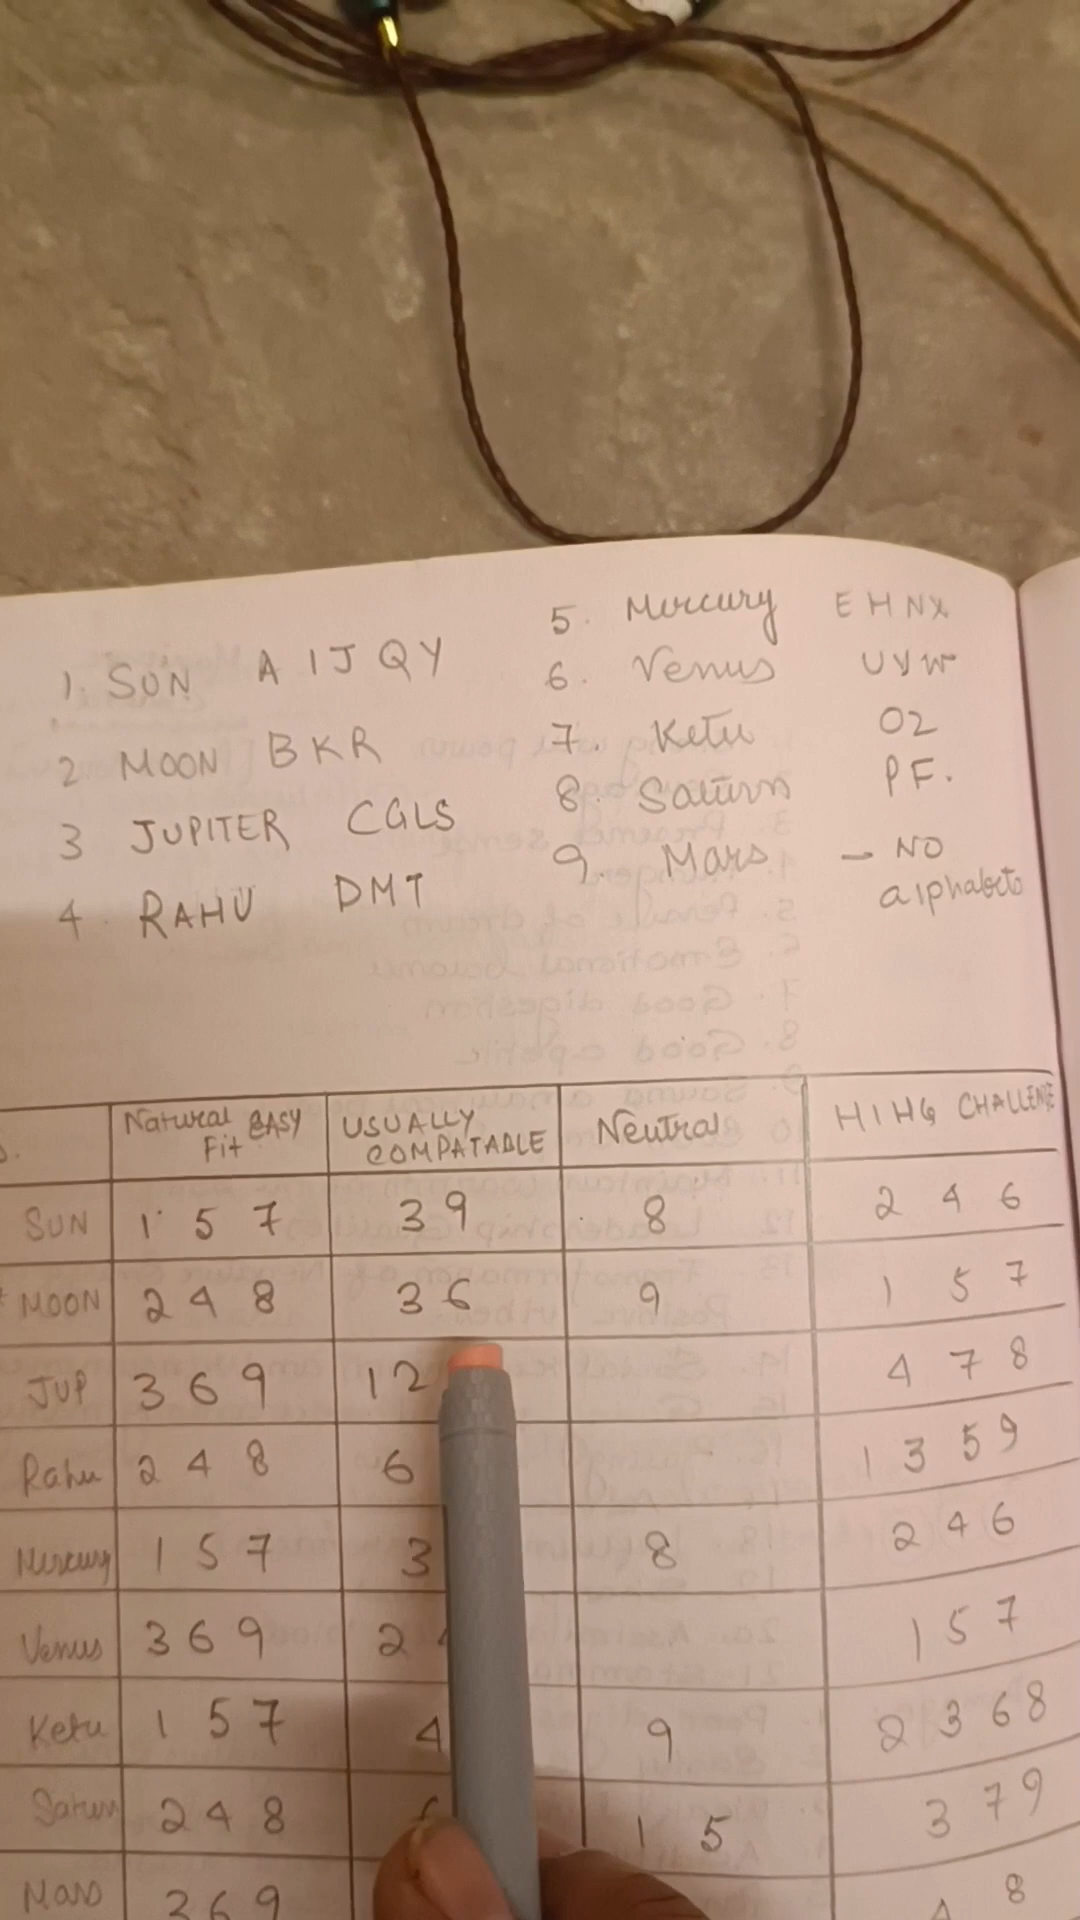 1. SUN A I J Q Y
2 MOON B K R
3 JUPITER C G L S
4. RAHU D M T
5. Mercury E H N X
6. Venus U V W
7. Ketu O Z
8. Saturn P F.
9. Mars – NO
alphabets
Natural EASY Fit USUALLY COMPATABLE Neutral HIHG CHALLENGE
SUN 1 5 7 3 9 8 2 4 6
MOON 2 4 8 3 6 9 1 5 7
JUP 3 6 9 1 2 4 7 8
Rahu 2 4 8 6 1 3 5 9
Mercury 1 5 7 3 8 2 4 6
Venus 3 6 9 2 1 5 7
Ketu 1 5 7 4 9 2 3 6 8
Saturn 2 4 8 1 5 3 7 9
Mars 3 6 9 8